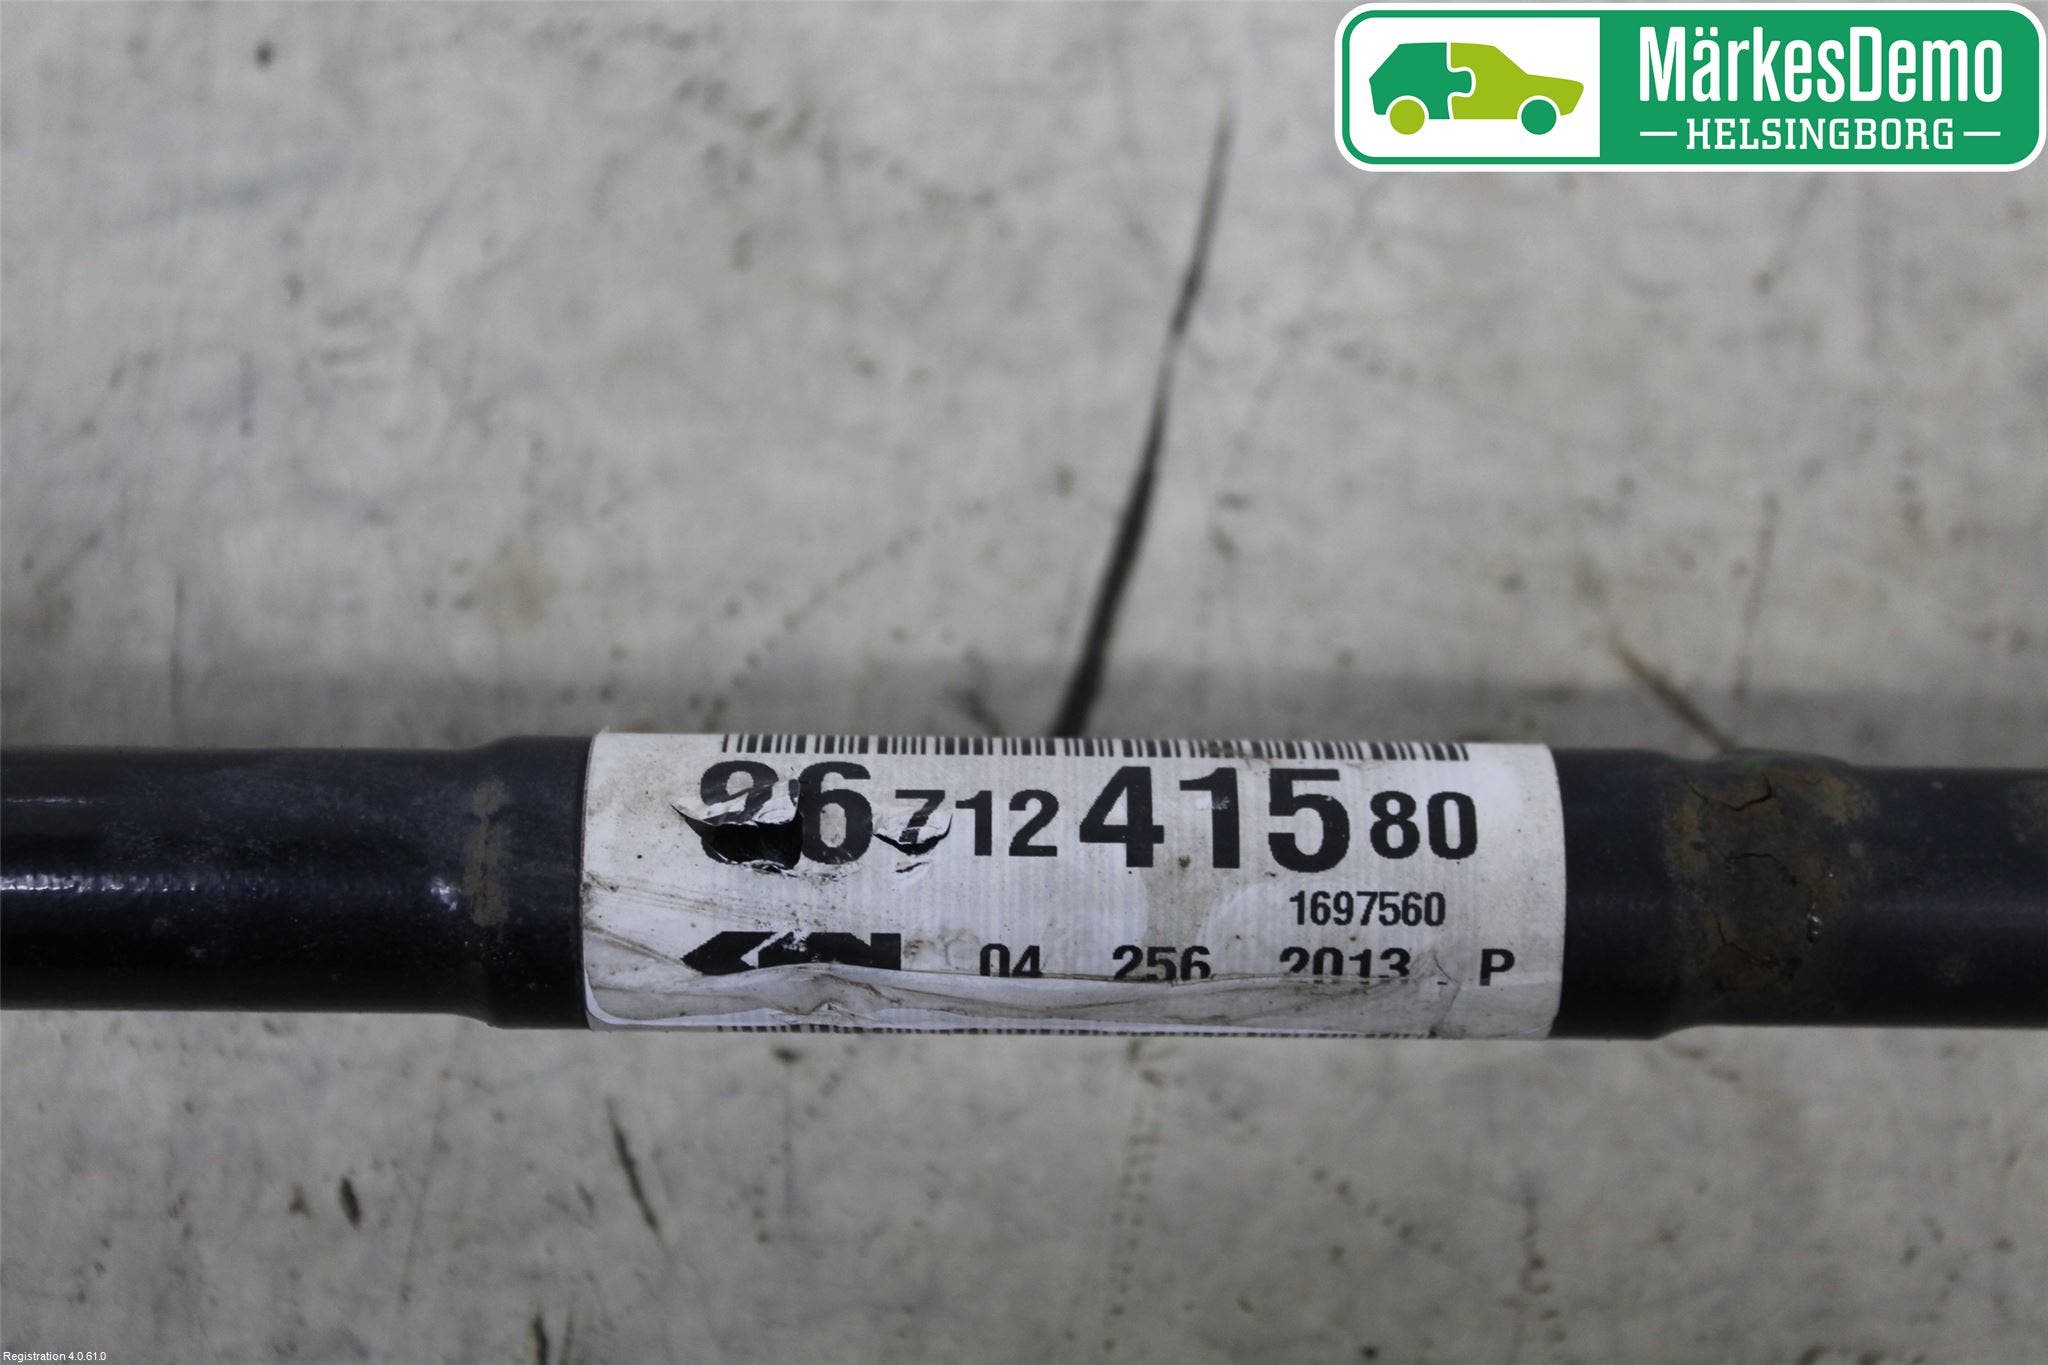 MärkesDemo
HELSINGBORG
96 712 415 80
1697560
04 256 2013 P
Registration 4.0.61.0